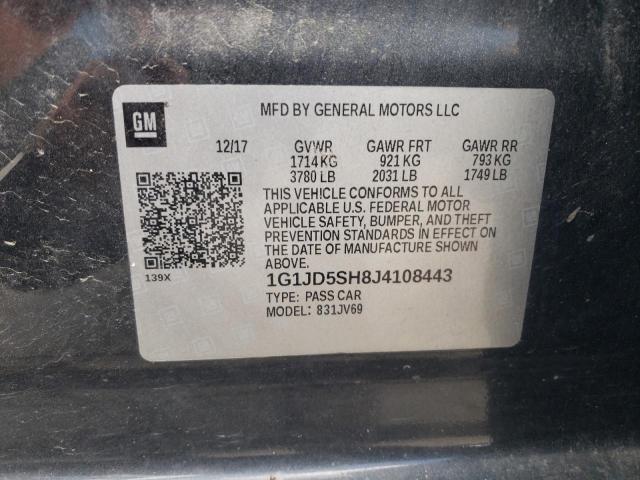 GM
MFD BY GENERAL MOTORS LLC
12/17 GVWR GAWR FRT GAWR RR
1714 KG 921 KG 793 KG
3780 LB 2031 LB 1749 LB
THIS VEHICLE CONFORMS TO ALL
APPLICABLE U.S. FEDERAL MOTOR
VEHICLE SAFETY, BUMPER, AND THEFT
PREVENTION STANDARDS IN EFFECT ON
THE DATE OF MANUFACTURE SHOWN
ABOVE.
139X
1G1JD5SH8J4108443
TYPE: PASS CAR
MODEL: 831JV69